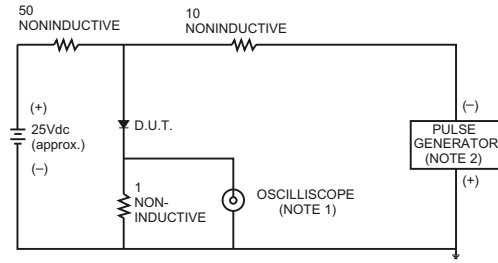 50
NONINDUCTIVE
10
NONINDUCTIVE
(+)
25Vdc
(approx.)
(–)
D.U.T.
1
NON-
INDUCTIVE
OSCILLISCOPE
(NOTE 1)
(–)
PULSE
GENERATOR
(NOTE 2)
(+)